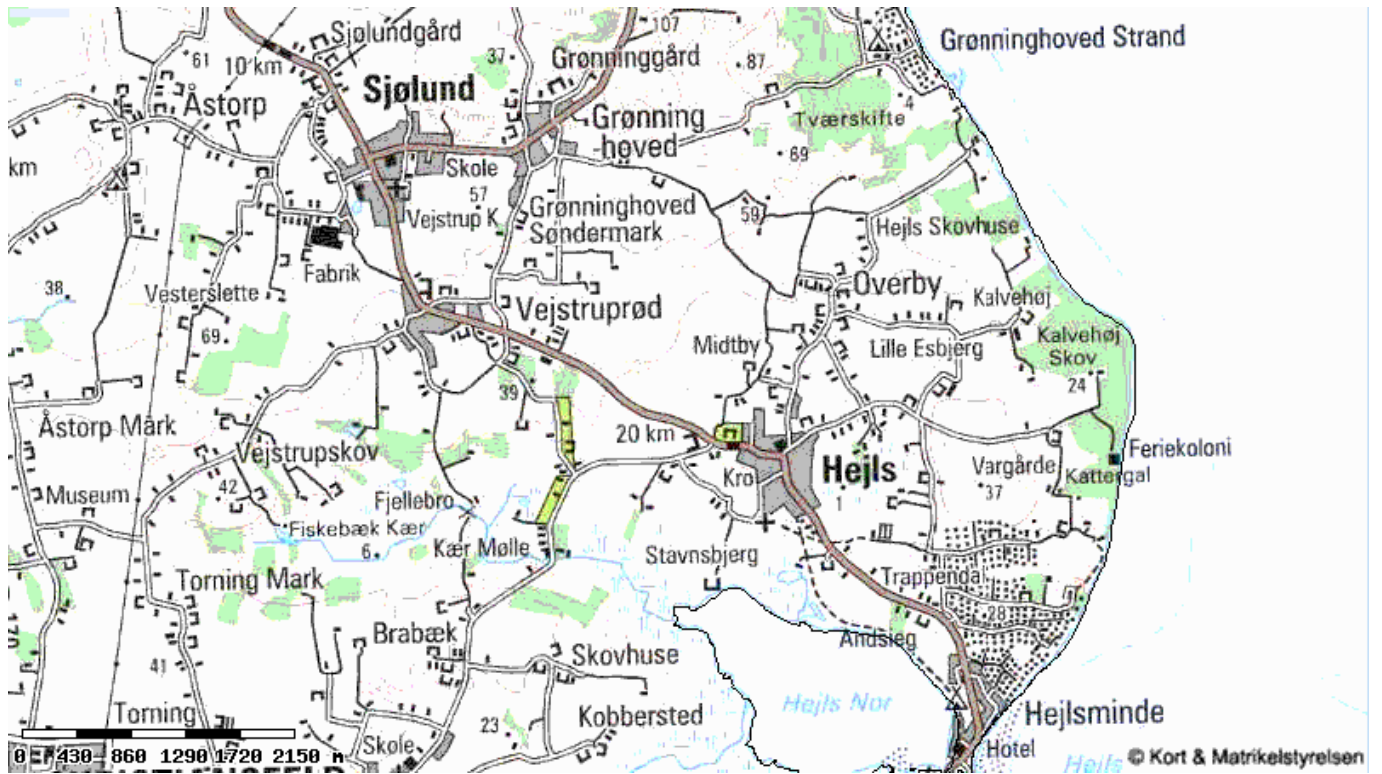 Sjølundgård
107
Grønninghoved Strand
61
10 km
37
Grønninggård
87
Sjølund
Åstorp
4
Grønning
hoved
Tværskifte
69
km
Skole
57
Vejstrup K
Grønninghoved
Søndermark
59
Hejls Skovhuse
Fabrik
38
Vesterslette
Overby
Kalvehøj
Vejstruprød
69
Midtby
Lille Esbjerg
Kalvehøj
Skov
39
24
Åstorp Mark
20 km
Vejstrupskov
Hejls
Feriekoloni
Vargårde
Kattergal
42
Kro
37
Museum
Fjellebro
1
Fiskebæk Kær
6
Kær Mølle
Stavnsbjerg
Torning Mark
Trappendal
28
Brabæk
Andsieg
41
Skovhuse
Hejls Nor
Torning
23
Kobbersted
Hejlsminde
Skole
Hotel
0 430 860 1290 1720 2150 m
Hejls
© Kort & Matrikelstyrelsen